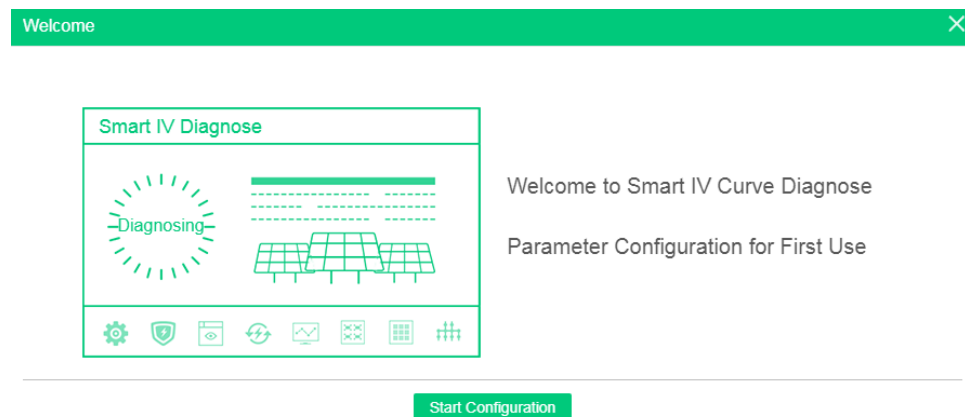 Welcome
Smart IV Diagnose
Diagnosing
Welcome to Smart IV Curve Diagnose
Parameter Configuration for First Use
Start Configuration